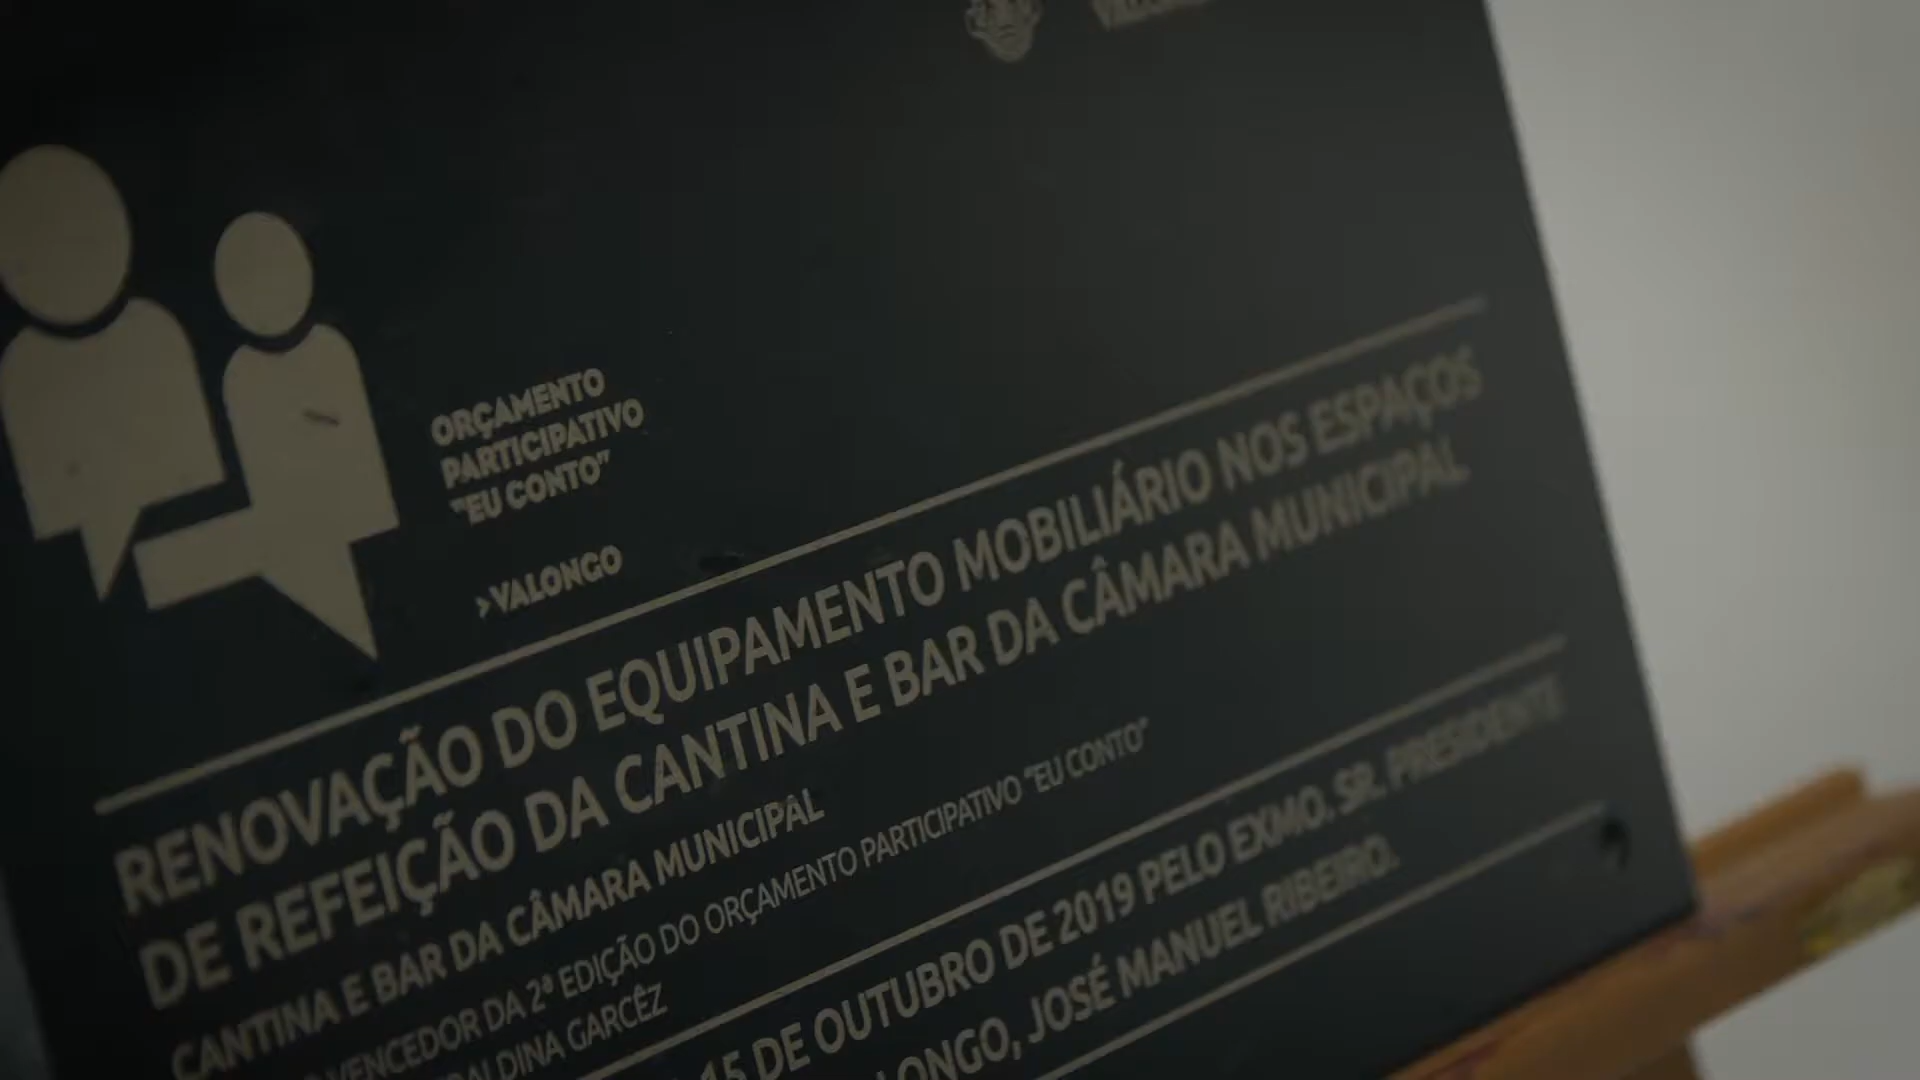 ORÇAMENTO
PARTICIPATIVO
"EU CONTO"
>VALONGO
RENOVAÇÃO DO EQUIPAMENTO MOBILIÁRIO NOS ESPAÇOS
DE REFEIÇÃO DA CANTINA E BAR DA CÂMARA MUNICIPAL
CANTINA E BAR DA CÂMARA MUNICIPAL
VENCEDOR DA 2ª EDIÇÃO DO ORÇAMENTO PARTICIPATIVO "EU CONTO"
GARCÊZ
15 DE OUTUBRO DE 2019 PELO EXMO. SR. PRESIDENTE
JOSÉ MANUEL RIBEIRO.